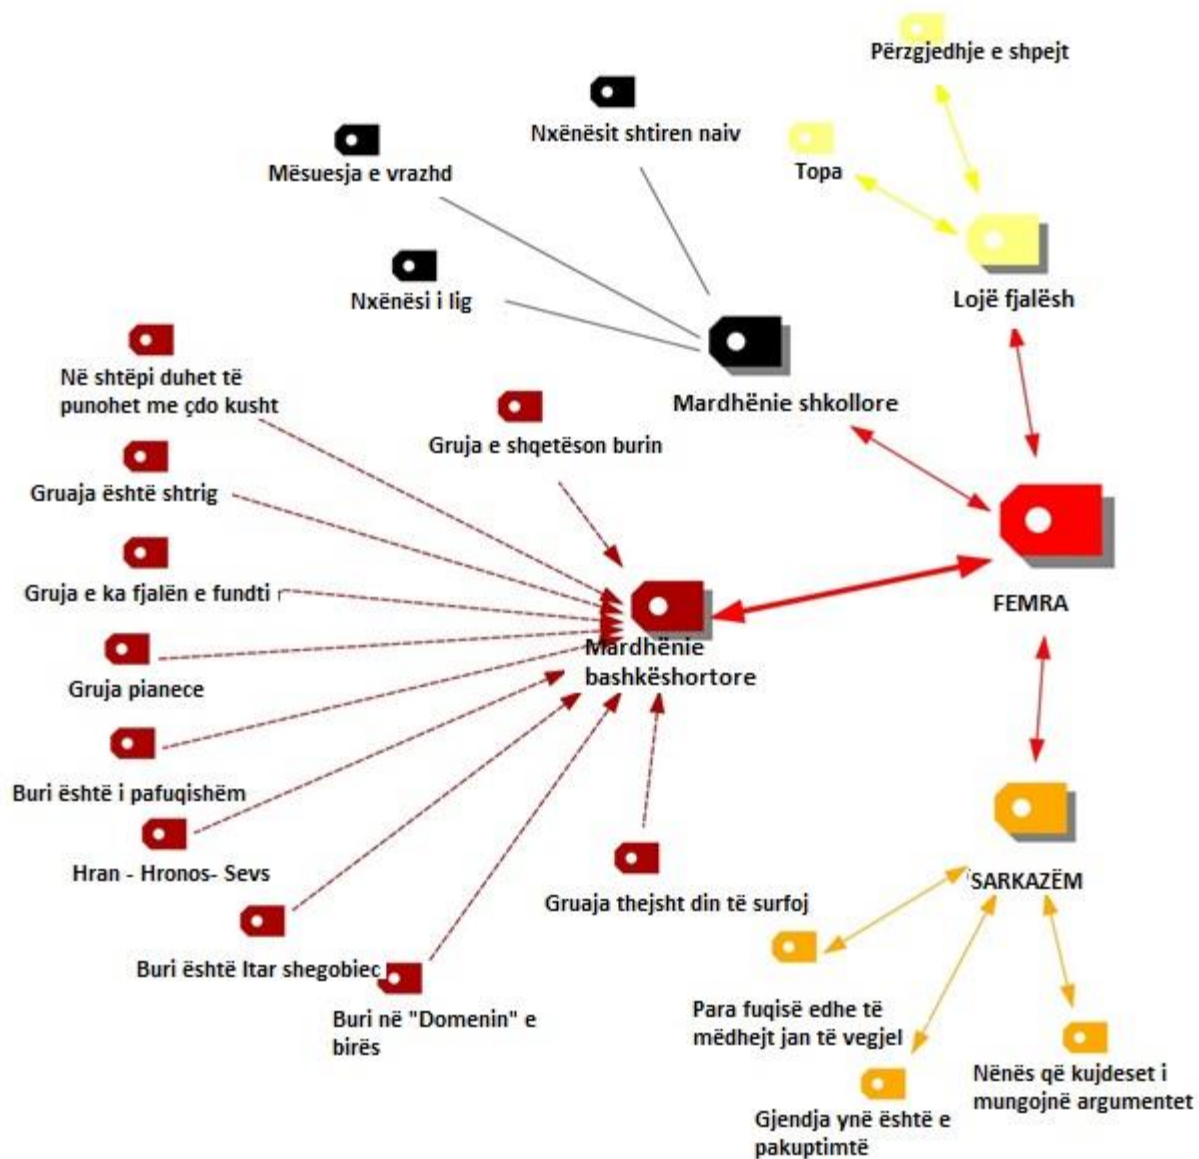 Përzgjedhje e shpejt
Nxënësit shtiren naiv
Mësuesja e vrazhd
Topa
Nxënësi i lig
Lojë fjalësh
Në shtëpi duhet të
punohet me çdo kusht
Mardhënie shkollore
Gruja e shqetëson burin
Gruaja është shtrig
Gruja e ka fjalën e fundti
FEMRA
Mardhënie
bashkëshortore
Gruja pianece
Buri është i pafuqishëm
Hran - Hronos- Sevs
SARKAZËM
Gruaja thejsht din të surfoj
Buri është ltar shegobiec
Buri në "Domenin" e
birës
Para fuqisë edhe të
mëdhejt jan të vegjel
Nënës që kujdeset i
mungojnë argumentet
Gjendja ynë është e
pakuptimtë